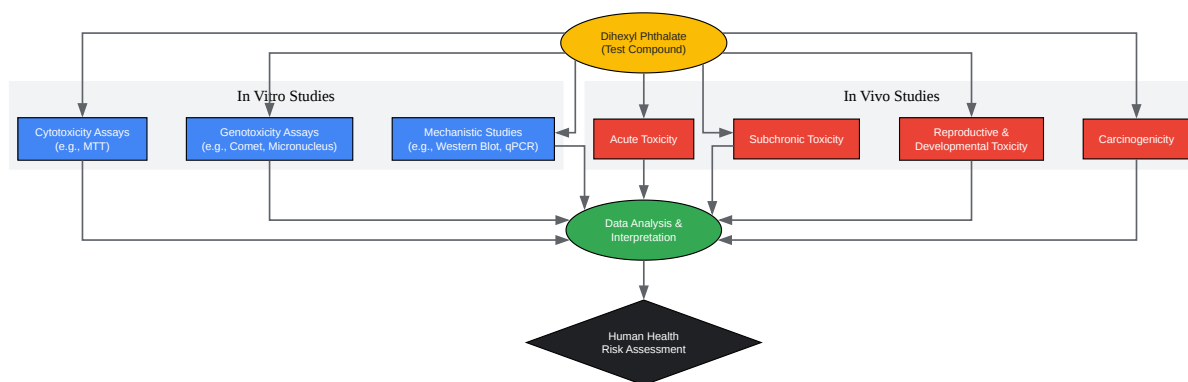 Dihexyl Phthalate
(Test Compound)
In Vitro Studies
In Vivo Studies
Cytotoxicity Assays
(e.g., MTT)
Genotoxicity Assays
(e.g., Comet, Micronucleus)
Mechanistic Studies
(e.g., Western Blot, qPCR)
Acute Toxicity
Subchronic Toxicity
Reproductive &
Developmental Toxicity
Carcinogenicity
Data Analysis &
Interpretation
Human Health
Risk Assessment